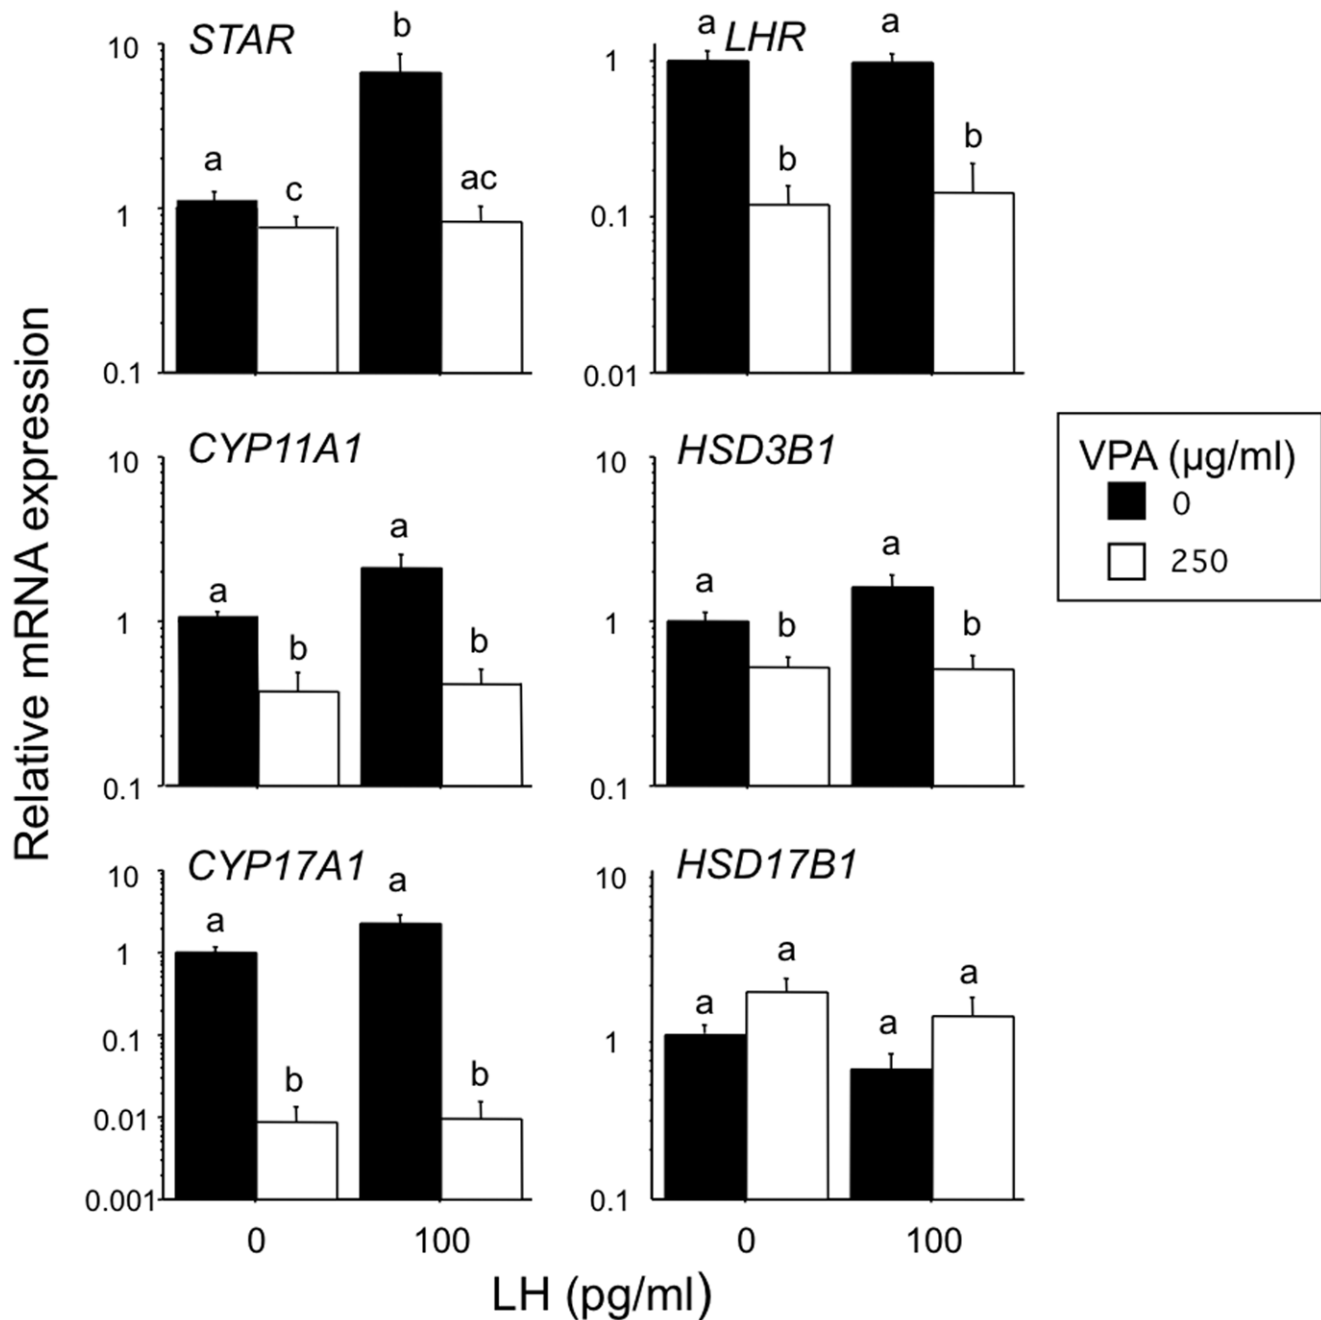 Relative mRNA expression
STAR
10
1
0.1
a
c
b
ac
LHR
1
0.1
0.01
a
b
a
b
CYP11A1
10
1
0.1
a
b
a
b
HSD3B1
10
1
0.1
a
b
a
b
VPA (µg/ml)
0
250
CYP17A1
10
1
0.1
0.01
0.001
a
b
a
b
0
100
HSD17B1
10
1
0.1
a
a
a
a
0
100
LH (pg/ml)